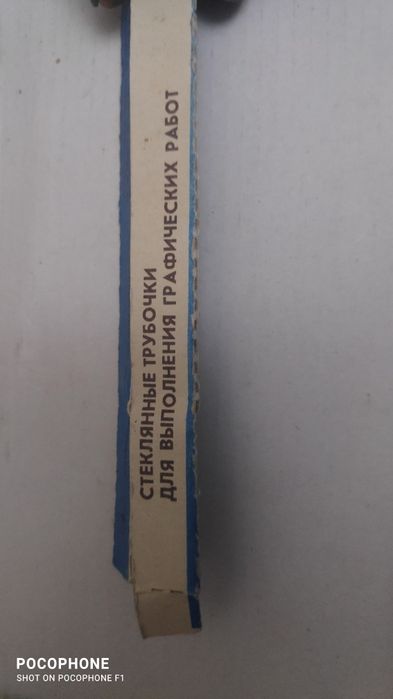 СТЕКЛЯННЫЕ ТРУБОЧКИ
ДЛЯ ВЫПОЛНЕНИЯ ГРАФИЧЕСКИХ РАБОТ
POCOPHONE
SHOT ON POCOPHONE F1